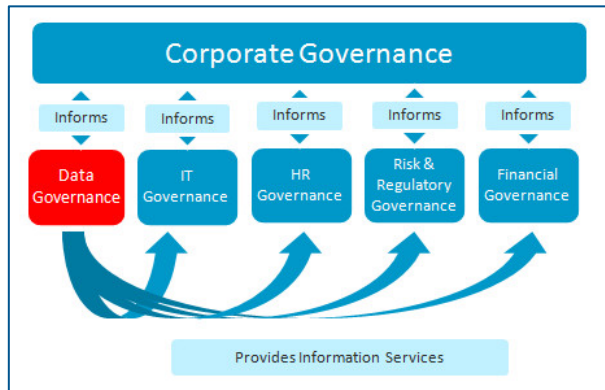 Corporate Governance
Informs
Informs
Informs
Informs
Informs
Data
Governance
IT
Governance
HR
Governance
Risk &
Regulatory
Governance
Financial
Governance
Provides Information Services